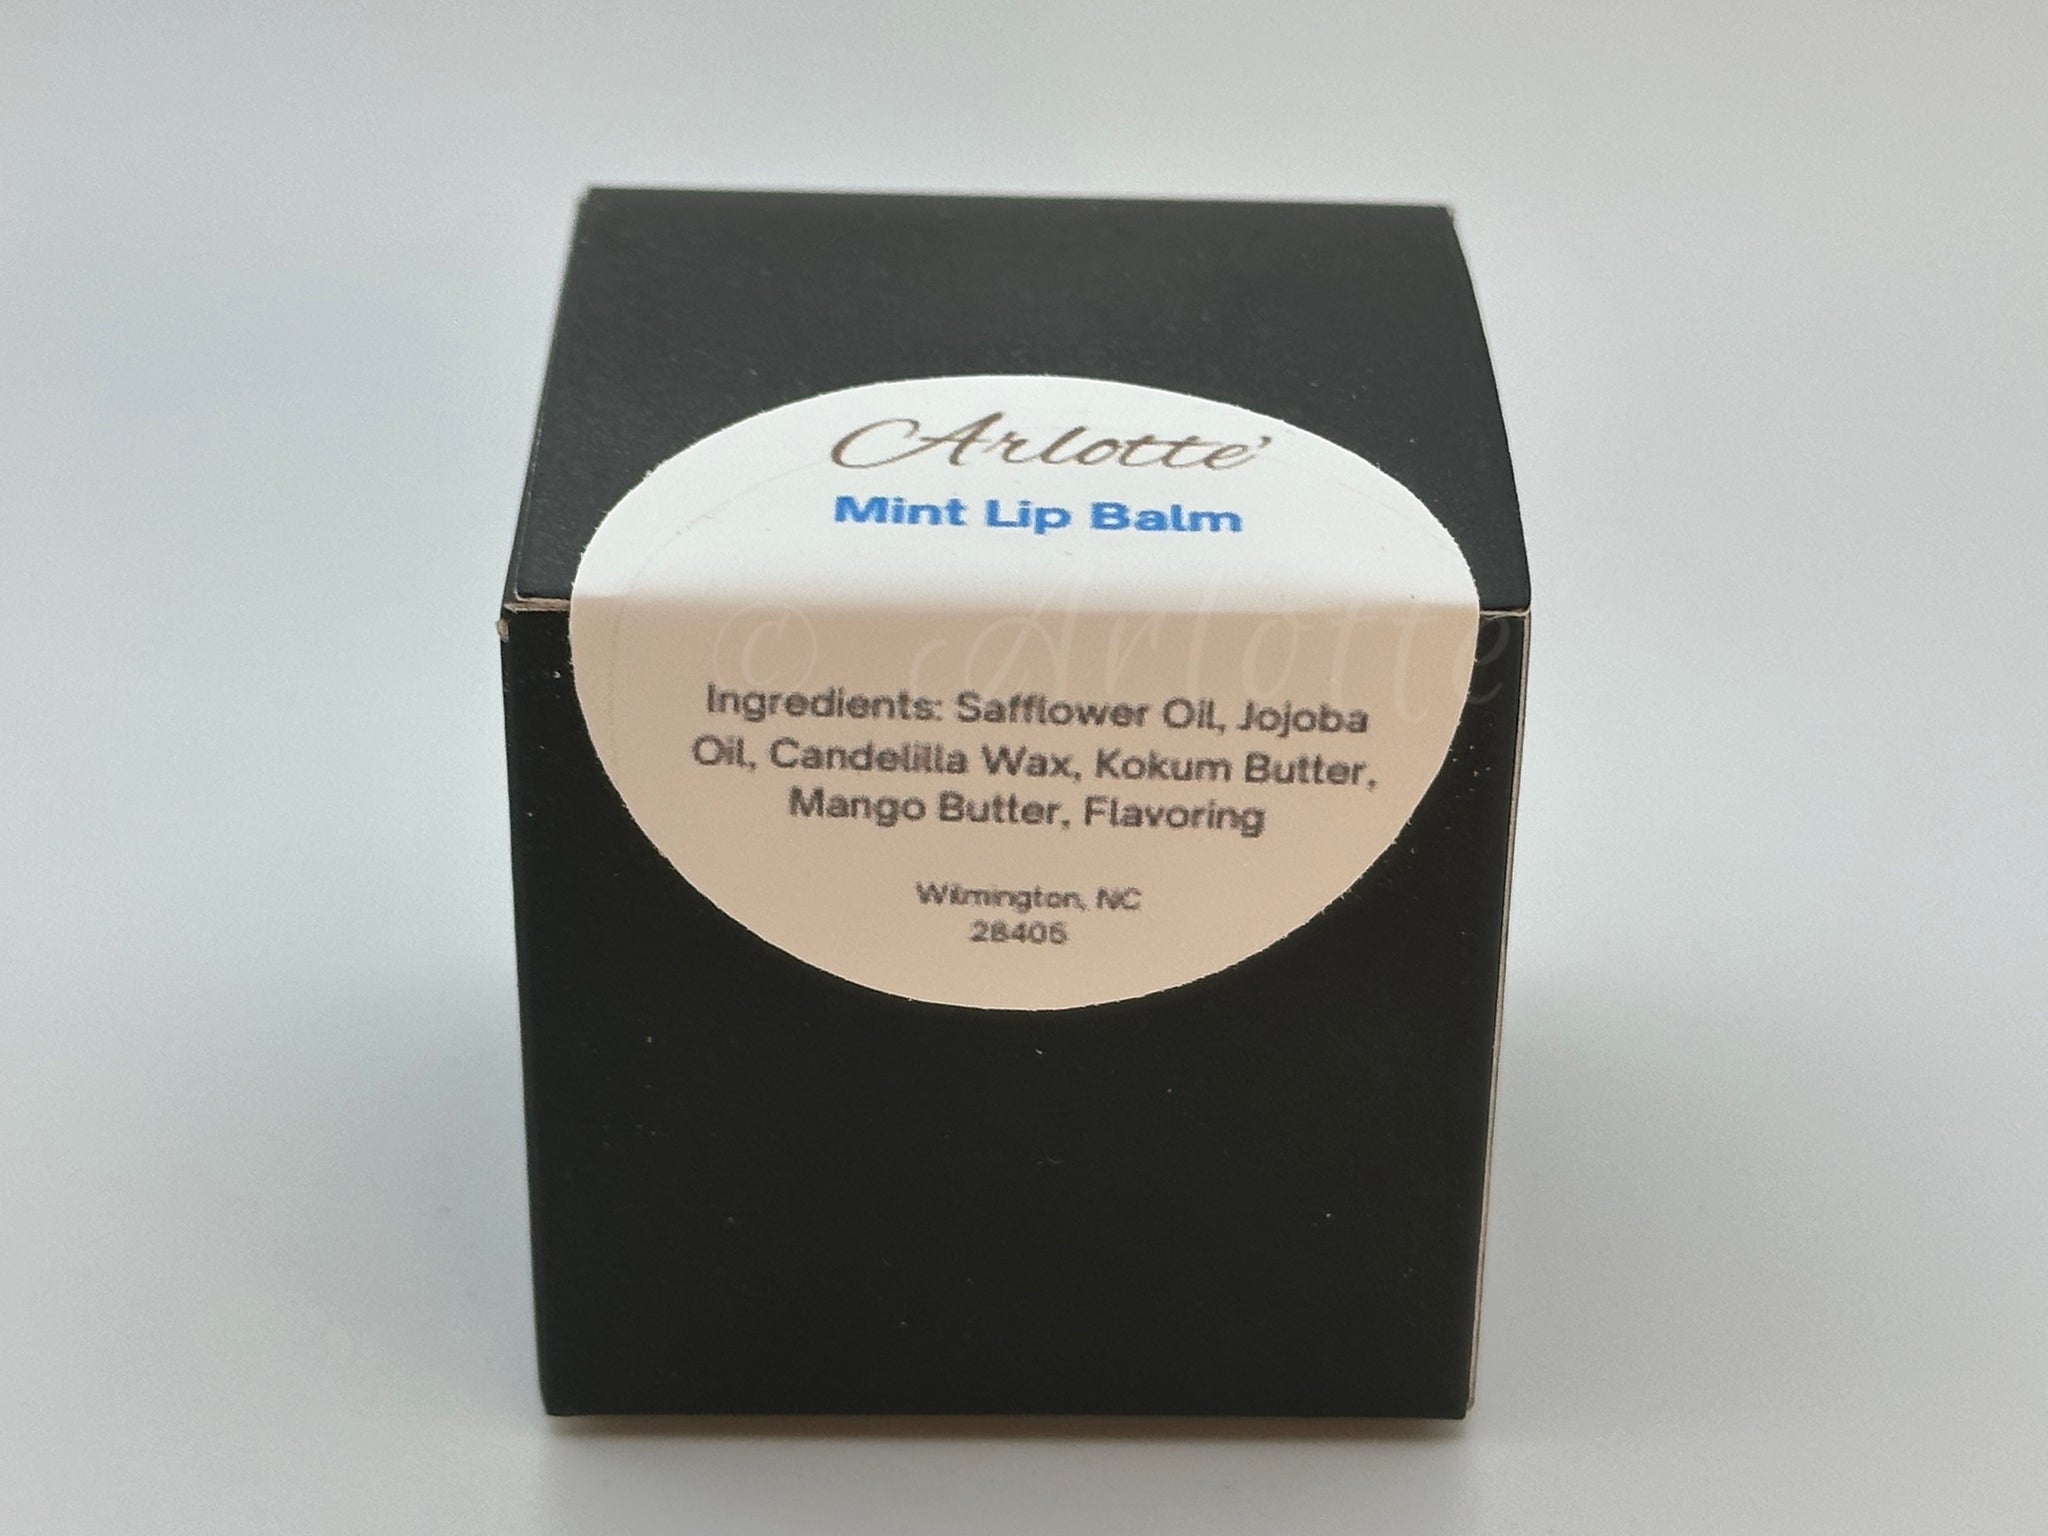 Arlotte'
Mint Lip Balm
© Arlotte'
Ingredients: Safflower Oil, Jojoba
Oil, Candelilla Wax, Kokum Butter,
Mango Butter, Flavoring
Wilmington, NC
28405